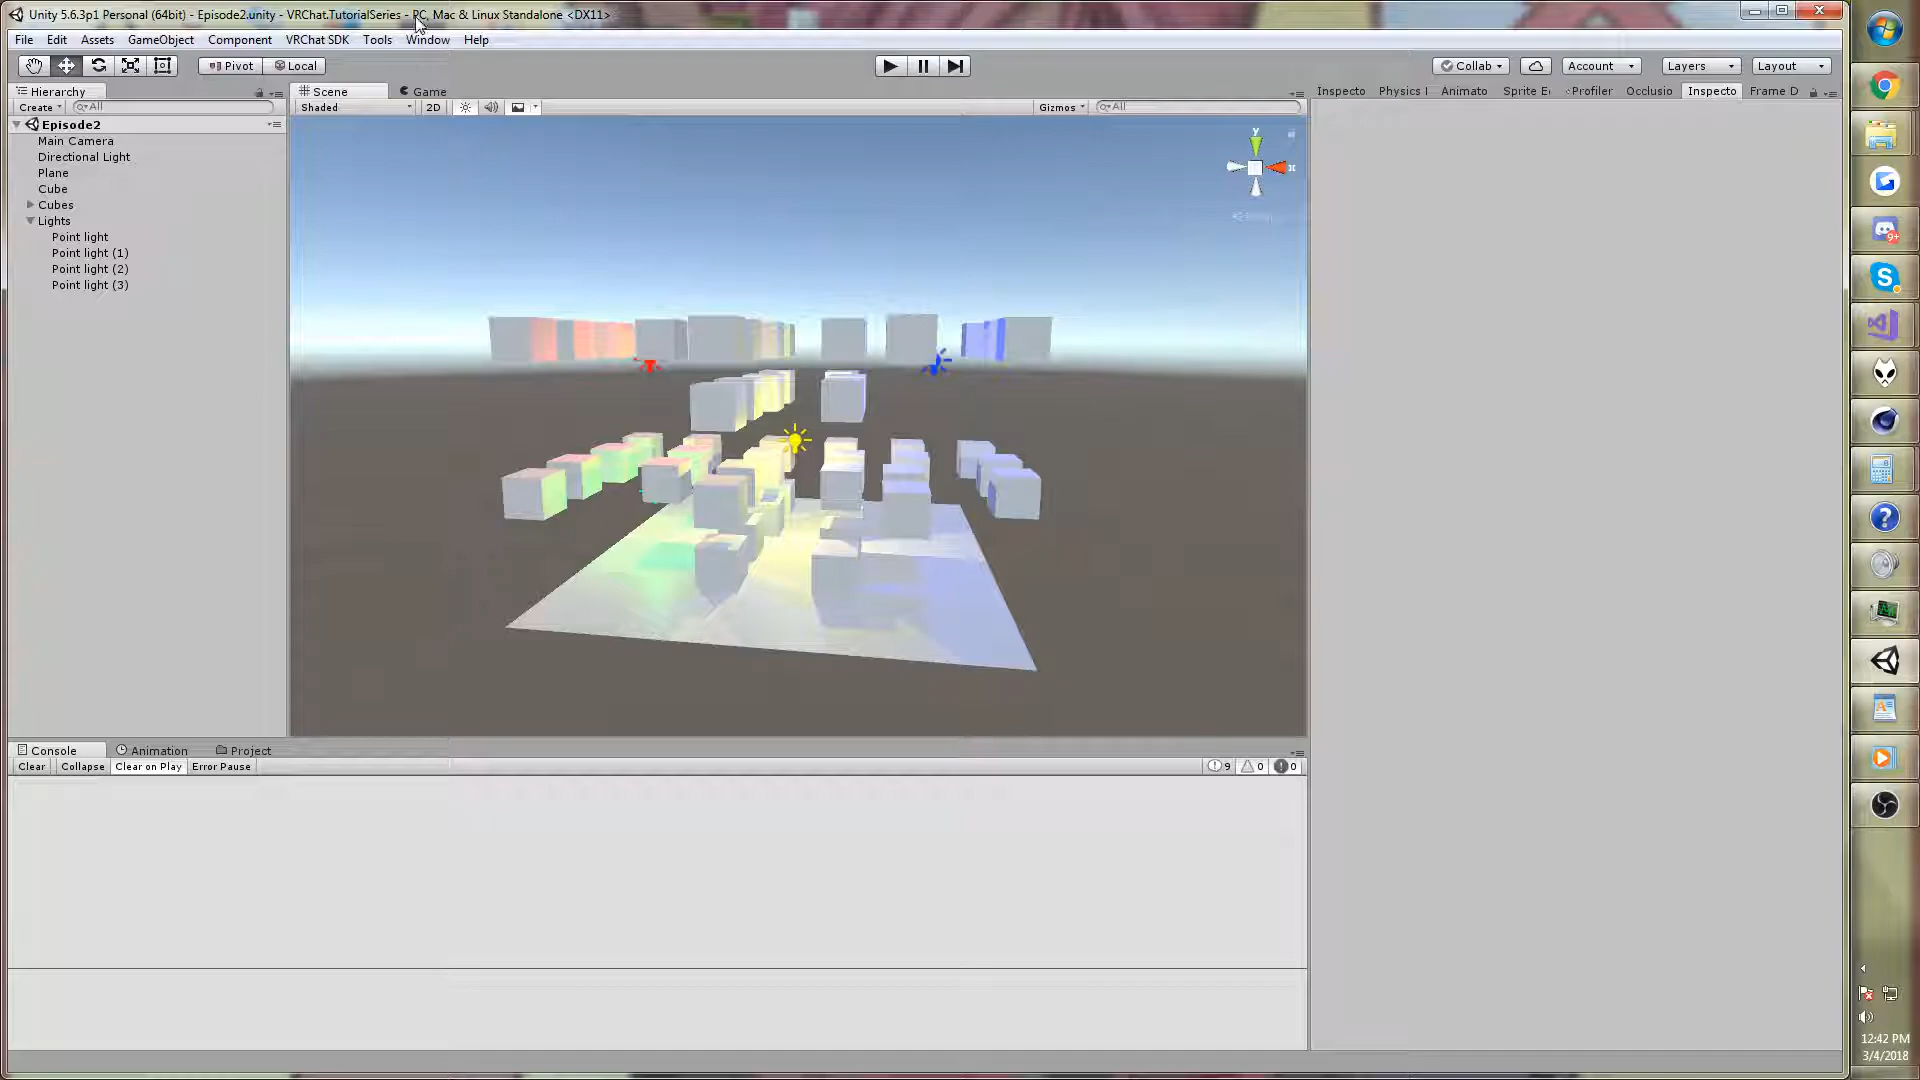 Unity 5.6.3p1 Personal (64bit) - Episode2.unity - VRChat.TutorialSeries - PC, Mac & Linux Standalone <DX11>
File Edit Assets GameObject Component VRChat SDK Tools Window Help
Pivot Local Collab Account Layers Layout
Hierarchy Scene Game Inspecto Physics I Animato Sprite E Profiler Occlusio Inspecto Frame D
Create All Shaded 2D Gizmos All
Episode2
Main Camera
Directional Light
Plane
Cube
Cubes
Lights
Point light
Point light (1)
Point light (2)
Point light (3)
y
x
Console Animation Project
Clear Collapse Clear on Play Error Pause 9 0 0
9+
12:42 PM
3/4/2018